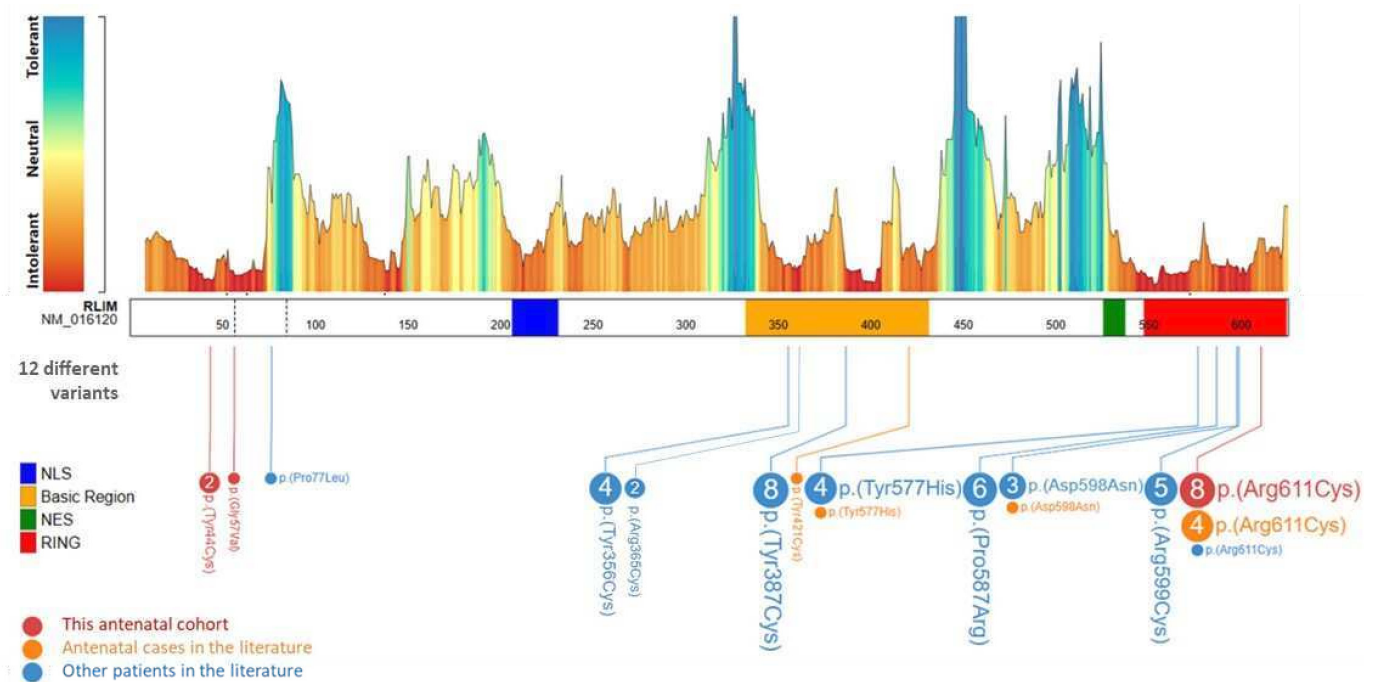 Tolerant
Neutral
Intolerant
RLIM
NM_016120
50
100
150
200
250
300
350
400
450
500
550
600
12 different
variants
NLS
Basic Region
NES
RING
2
p.(Tyr44Cys)
p.(Gly57Val)
p.(Pro77Leu)
4
p.(Tyr356Cys)
2
p.(Arg365Cys)
8
p.(Tyr387Cys)
p.(Tyr421Cys)
4 p.(Tyr577His)
p.(Tyr577His)
6
p.(Pro587Arg)
3 p.(Asp598Asn)
p.(Asp598Asn)
5
p.(Arg599Cys)
8 p.(Arg611Cys)
4 p.(Arg611Cys)
p.(Arg611Cys)
This antenatal cohort
Antenatal cases in the literature
Other patients in the literature